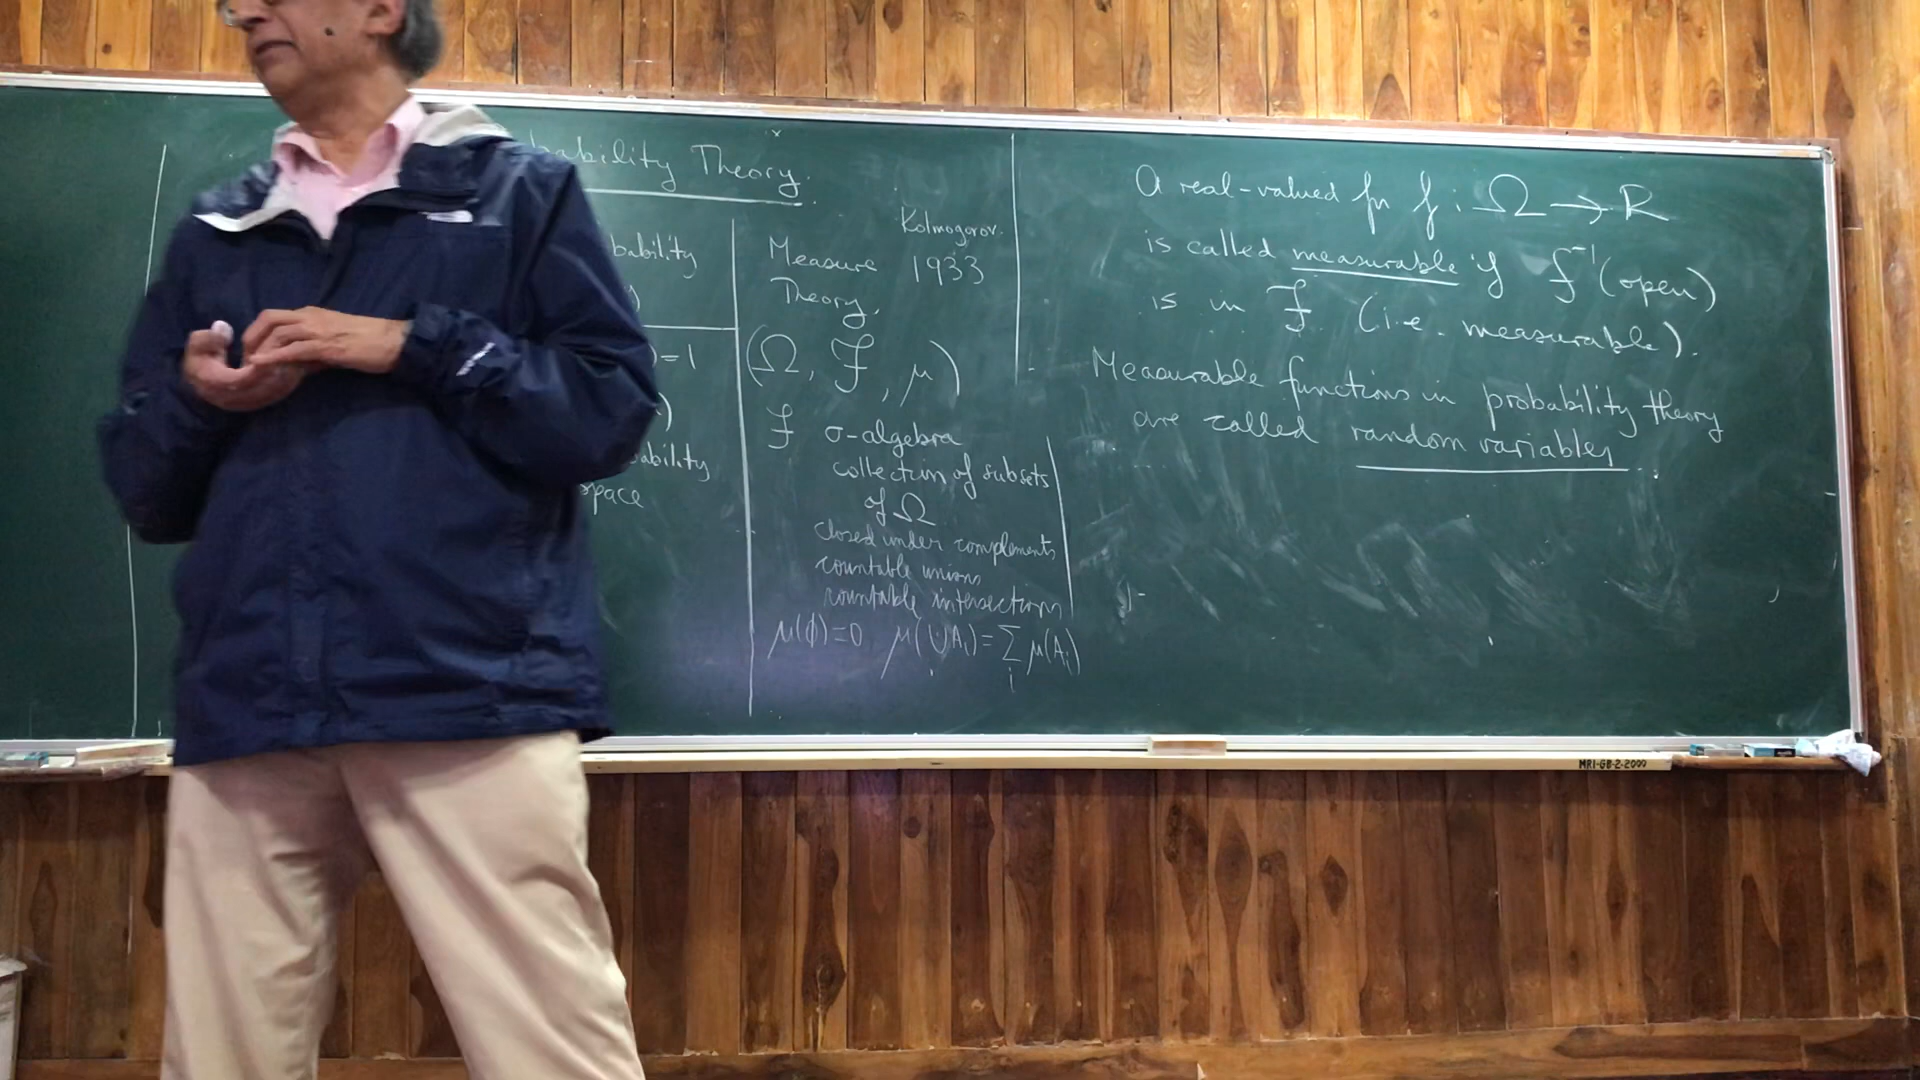 bability Theory.
bability
)=1
ability
space
Kolmogorov.
Measure 1933
Theory,
(Ω, F, μ)
F σ-algebra
collection of subsets
of Ω
closed under complements
countable unions
countable intersections
μ(ϕ)=0 μ(∪Ai)=∑μ(Ai)
i i
A real-valued fn f: Ω → R
is called measurable if f⁻¹(open)
is in F (i.e. measurable).
Measurable functions in probability theory
are called random variables.
MRI-GB-2-2000